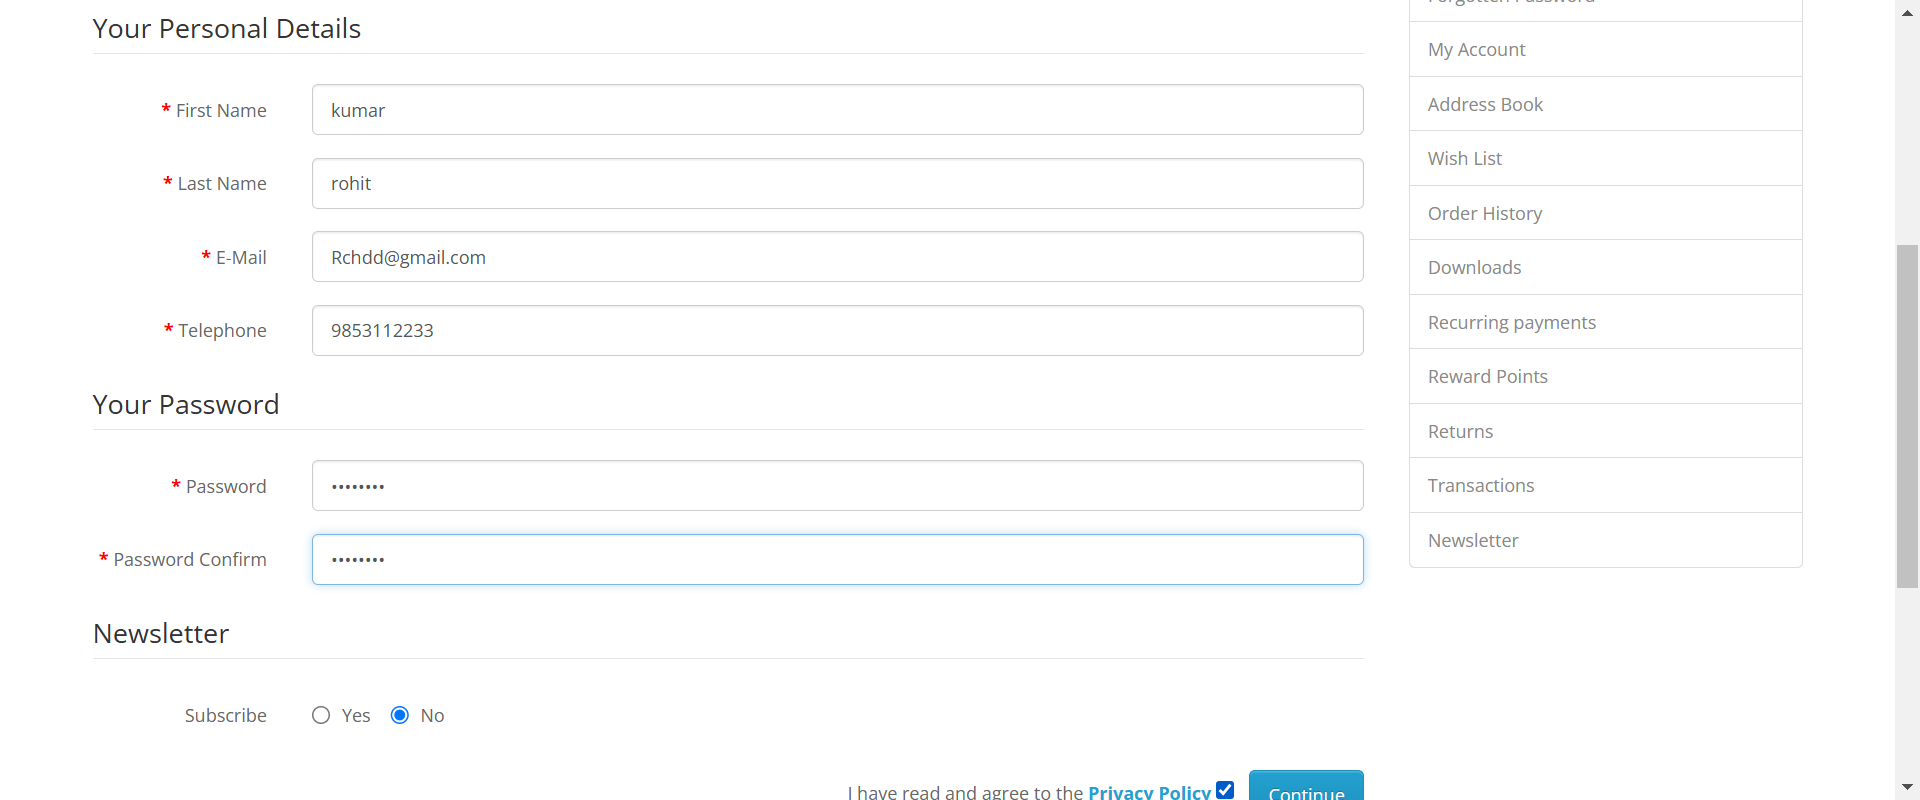 Your Personal Details
* First Name
kumar
* Last Name
rohit
* E-Mail
Rchdd@gmail.com
* Telephone
9853112233
Your Password
* Password
••••••••
* Password Confirm
••••••••
Newsletter
Subscribe
Yes
No
I have read and agree to the Privacy Policy
Continue
Forgotten Password
My Account
Address Book
Wish List
Order History
Downloads
Recurring payments
Reward Points
Returns
Transactions
Newsletter